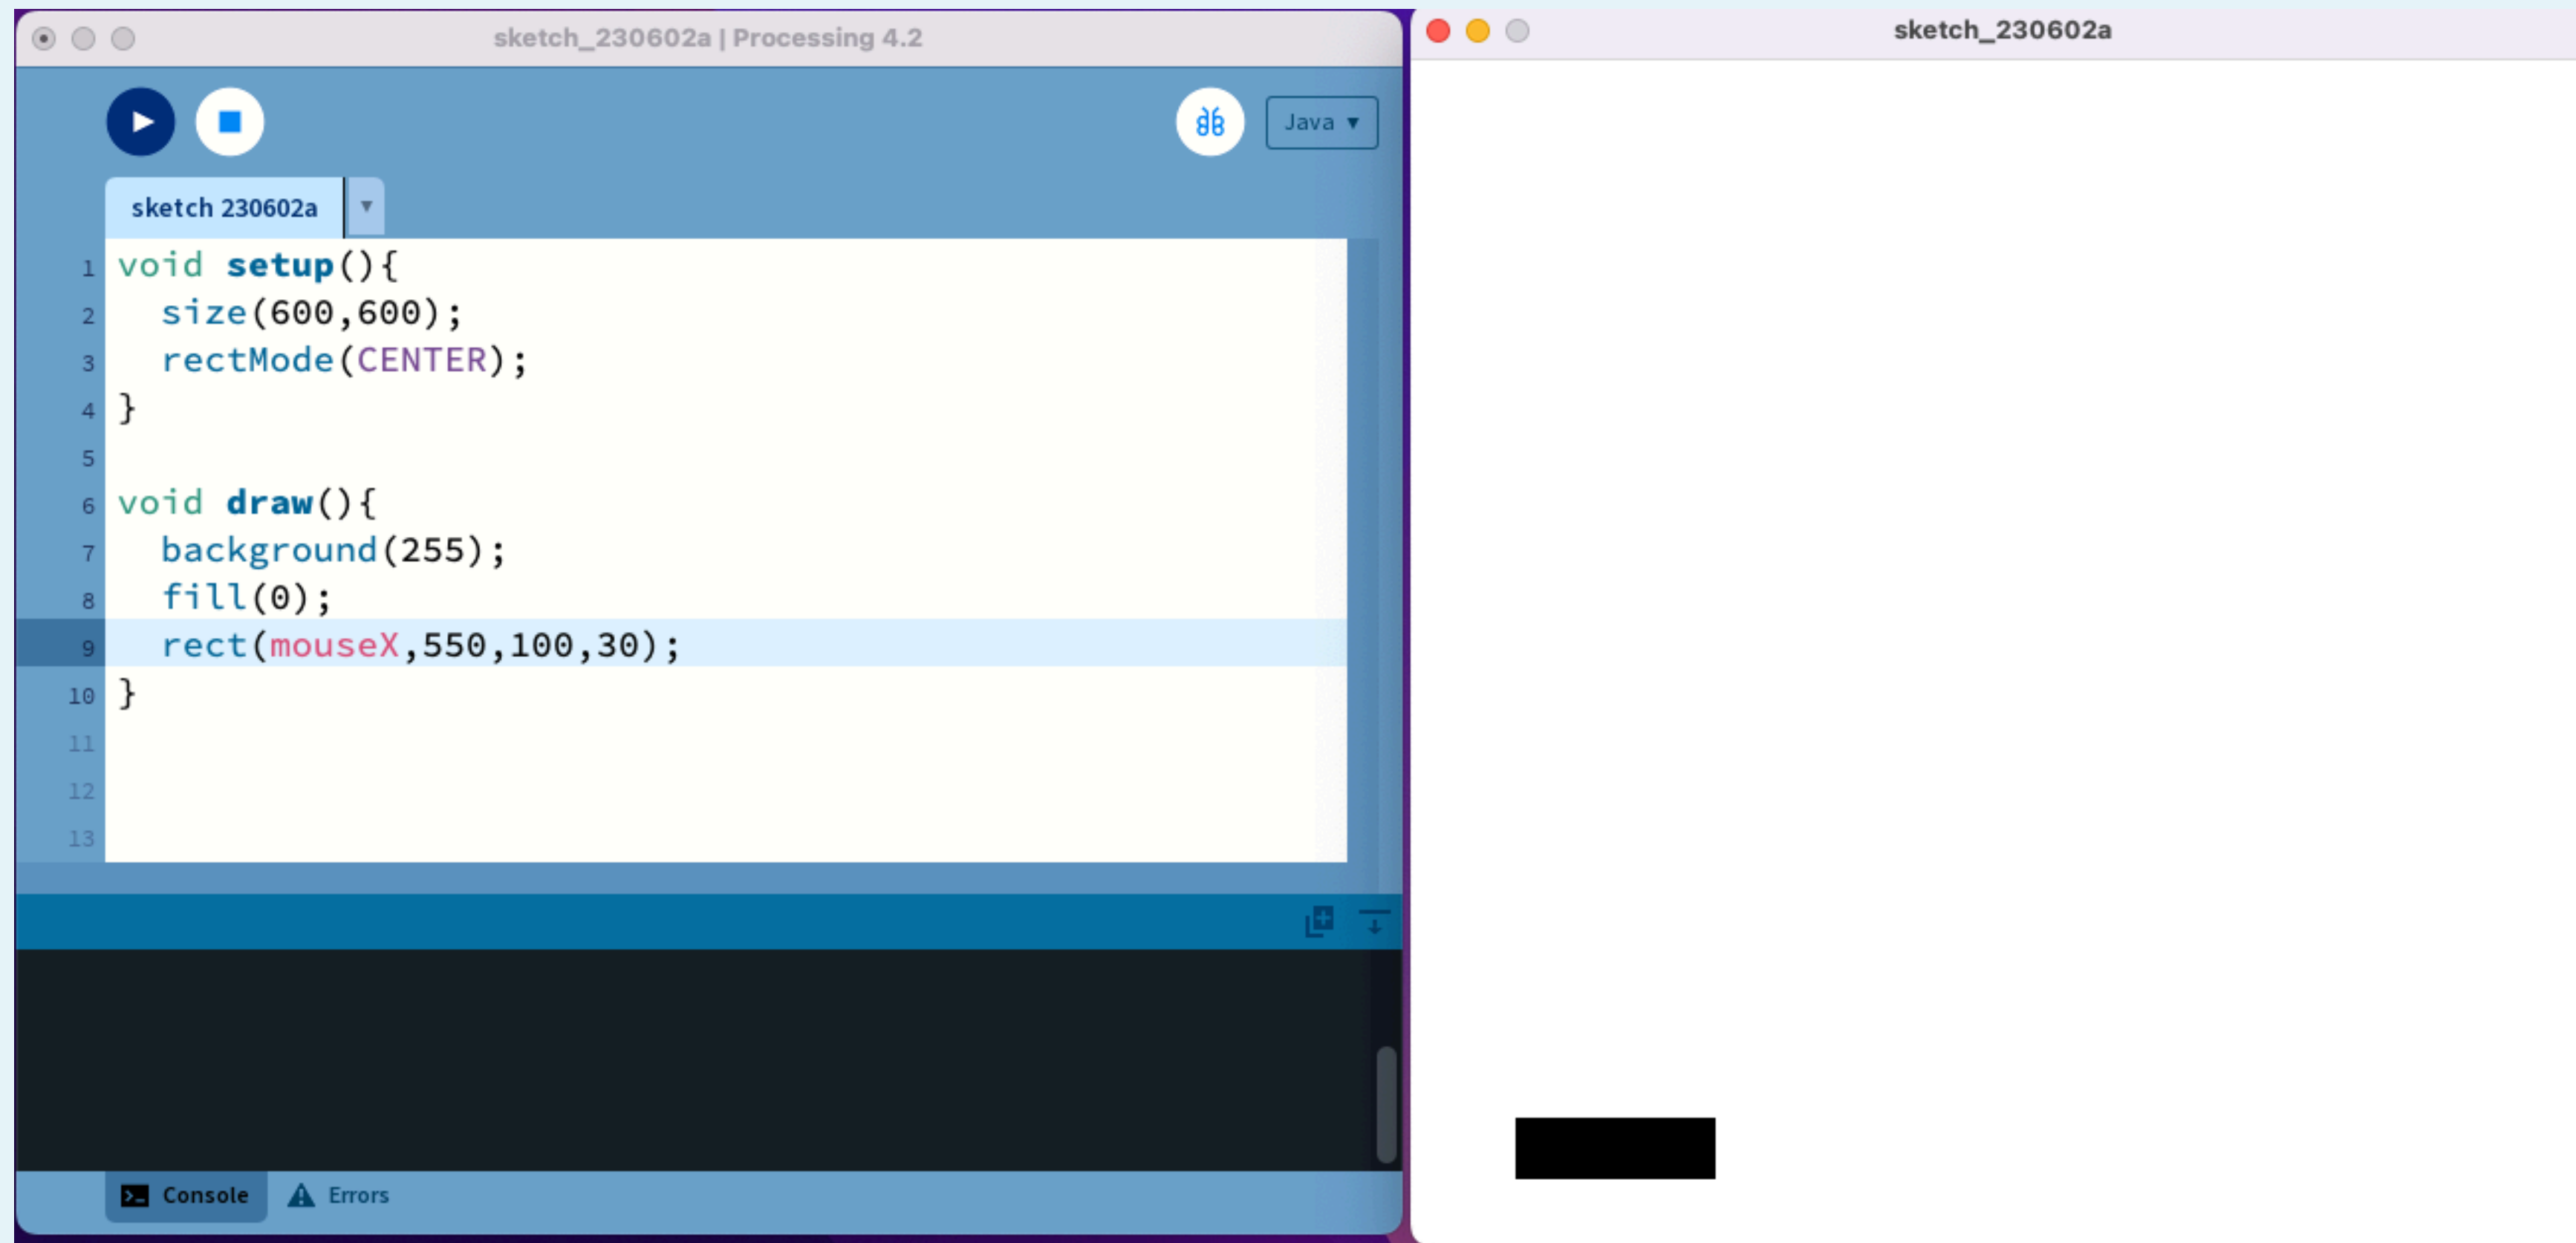 sketch_230602a | Processing 4.2
Java ▼
sketch 230602a ▼
1 void setup(){
2   size(600,600);
3   rectMode(CENTER);
4 }
5
6 void draw(){
7   background(255);
8   fill(0);
9   rect(mouseX,550,100,30);
10 }
11
12
13
Console Errors
sketch_230602a